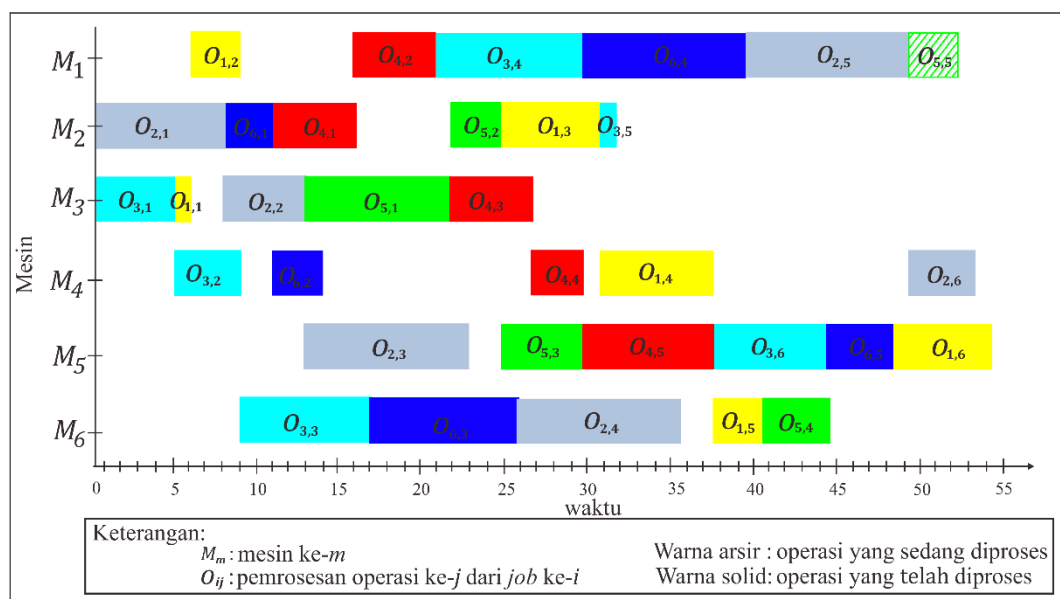 M₁ O₁,₂ O₄,₂ O₃,₄ O₆,₄ O₂,₅ O₅,₅
M₂ O₂,₁ O₆,₁ O₄,₁ O₅,₂ O₁,₃ O₃,₅
M₃ O₃,₁ O₁,₁ O₂,₂ O₅,₁ O₄,₃
M₄ O₃,₂ O₆,₂ O₄,₄ O₁,₄ O₂,₆
M₅ O₂,₃ O₅,₃ O₄,₅ O₃,₆ O₆,₅ O₁,₆
M₆ O₃,₃ O₆,₃ O₂,₄ O₁,₅ O₅,₄
Mesin
0 5 10 15 20 25 30 35 40 45 50 55
waktu
Keterangan:
Mₘ : mesin ke-m
Oᵢⱼ : pemrosesan operasi ke-j dari job ke-i
Warna arsir : operasi yang sedang diproses
Warna solid: operasi yang telah diproses